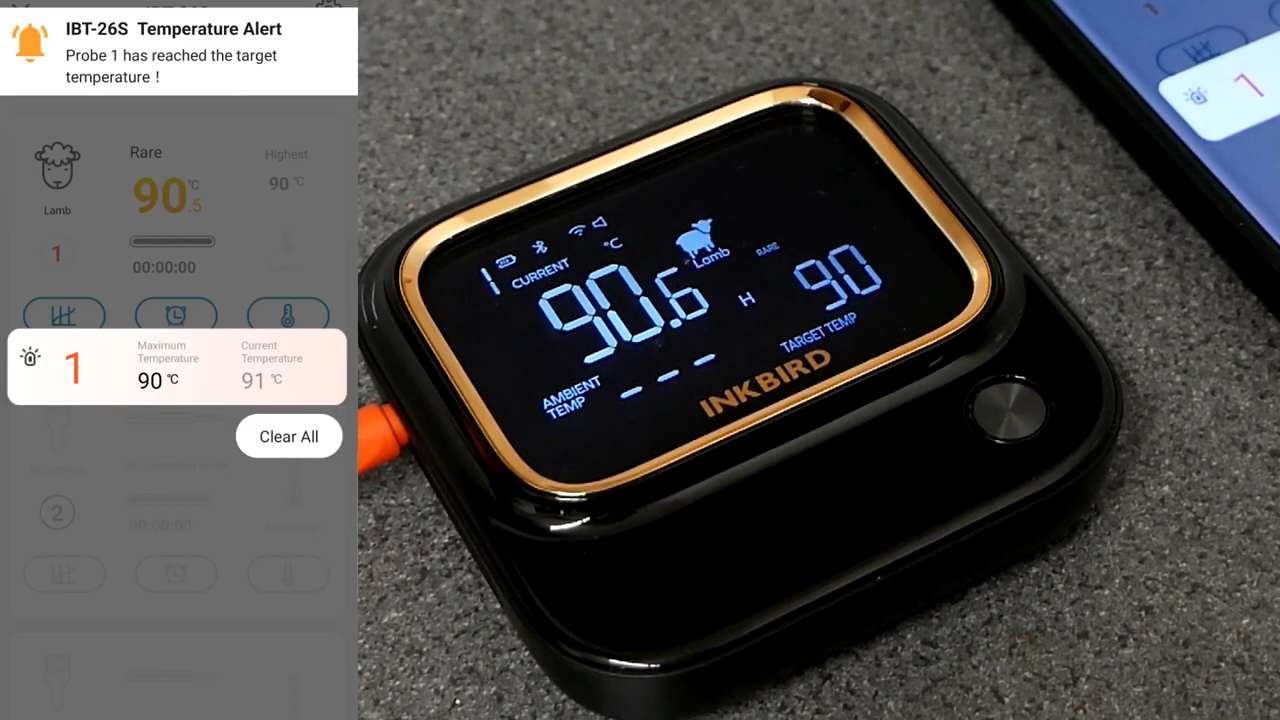 IBT-26S Temperature Alert
Probe 1 has reached the target
temperature !
Rare
Highest
90 °C
90.5 °C
Lamb
1
00:00:00
1
Maximum
Temperature
90 °C
Current
Temperature
91 °C
Clear All
2
00:00:00
1
CURRENT
°C
90.6
Lamb
RARE
H
90
TARGET TEMP
AMBIENT
TEMP
_ _ _
INKBIRD
1
1